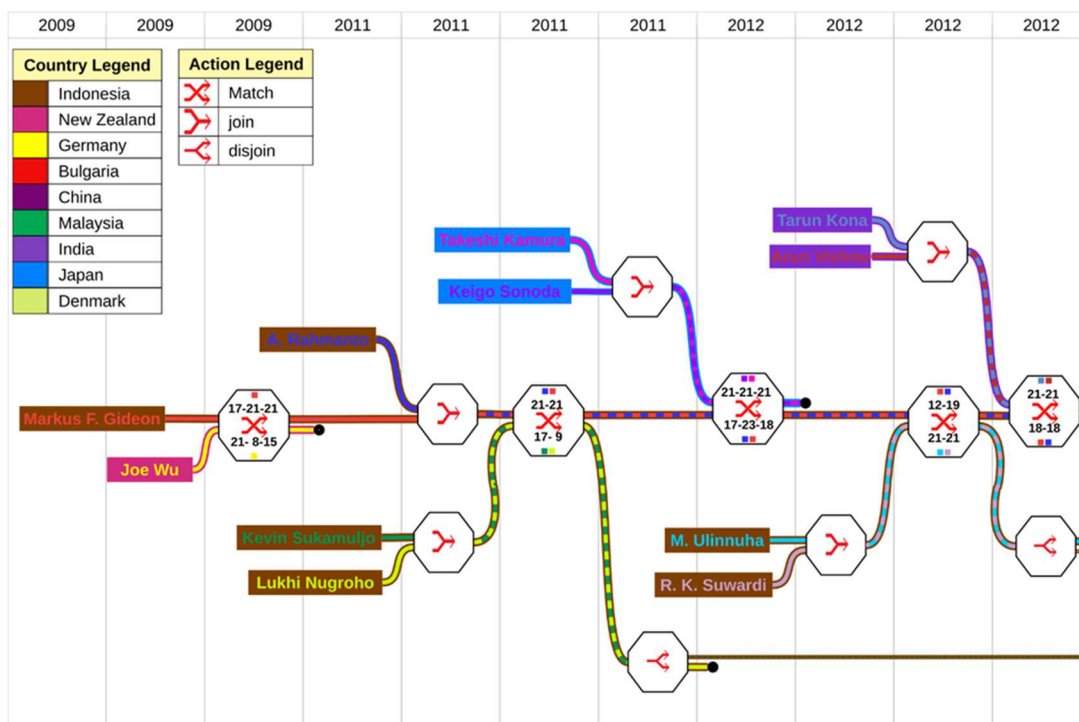 2009 2009 2009 2011 2011 2011 2011 2012 2012 2012 2012
Country Legend
Indonesia
New Zealand
Germany
Bulgaria
China
Malaysia
India
Japan
Denmark
Action Legend
Match
join
disjoin
Tarun Kona
Arun Vishnu
Takeshi Kamura
Keigo Sonoda
A. Rahmanto
Markus F. Gideon
Joe Wu
17-21-21
21- 8-15
21-21
17- 9
21-21-21
17-23-18
12-19
21-21
21-21
18-18
Kevin Sukamuljo
Lukhi Nugroho
M. Ulinnuha
R. K. Suwardi